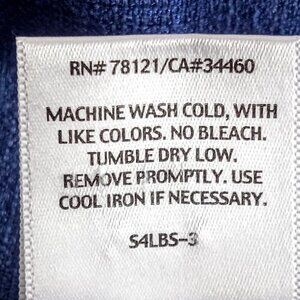 RN# 78121/CA#34460
MACHINE WASH COLD, WITH
LIKE COLORS. NO BLEACH.
TUMBLE DRY LOW.
REMOVE PROMPTLY. USE
COOL IRON IF NECESSARY.
S4LBS-3